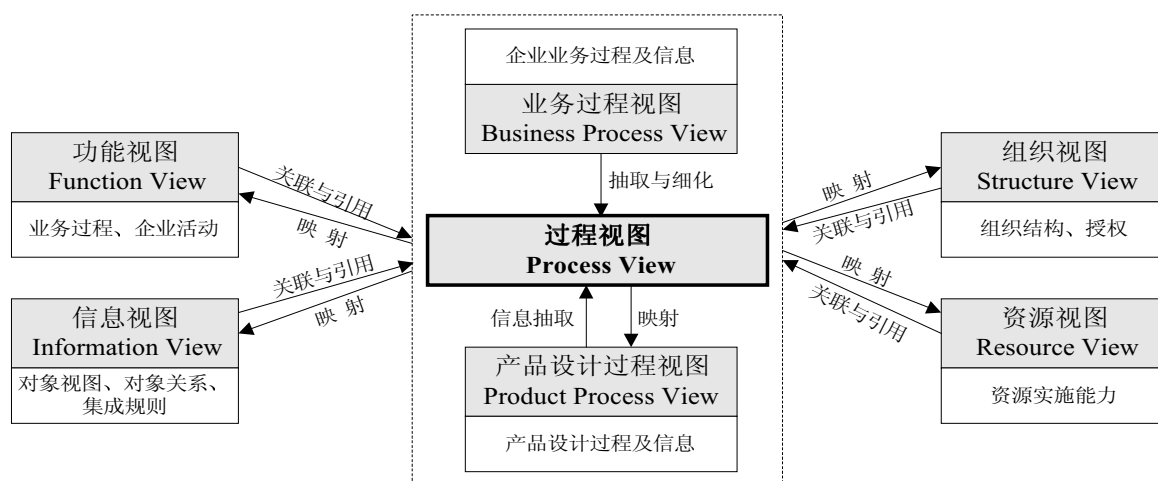 企业业务过程及信息
业务过程视图
Business Process View
抽取与细化
功能视图
Function View
业务过程、企业活动
关联与引用
映 射
信息视图
Information View
对象视图、对象关系、
集成规则
关联与引用
映 射
过程视图
Process View
信息抽取
映射
产品设计过程视图
Product Process View
产品设计过程及信息
映 射
关联与引用
组织视图
Structure View
组织结构、授权
映 射
关联与引用
资源视图
Resource View
资源实施能力